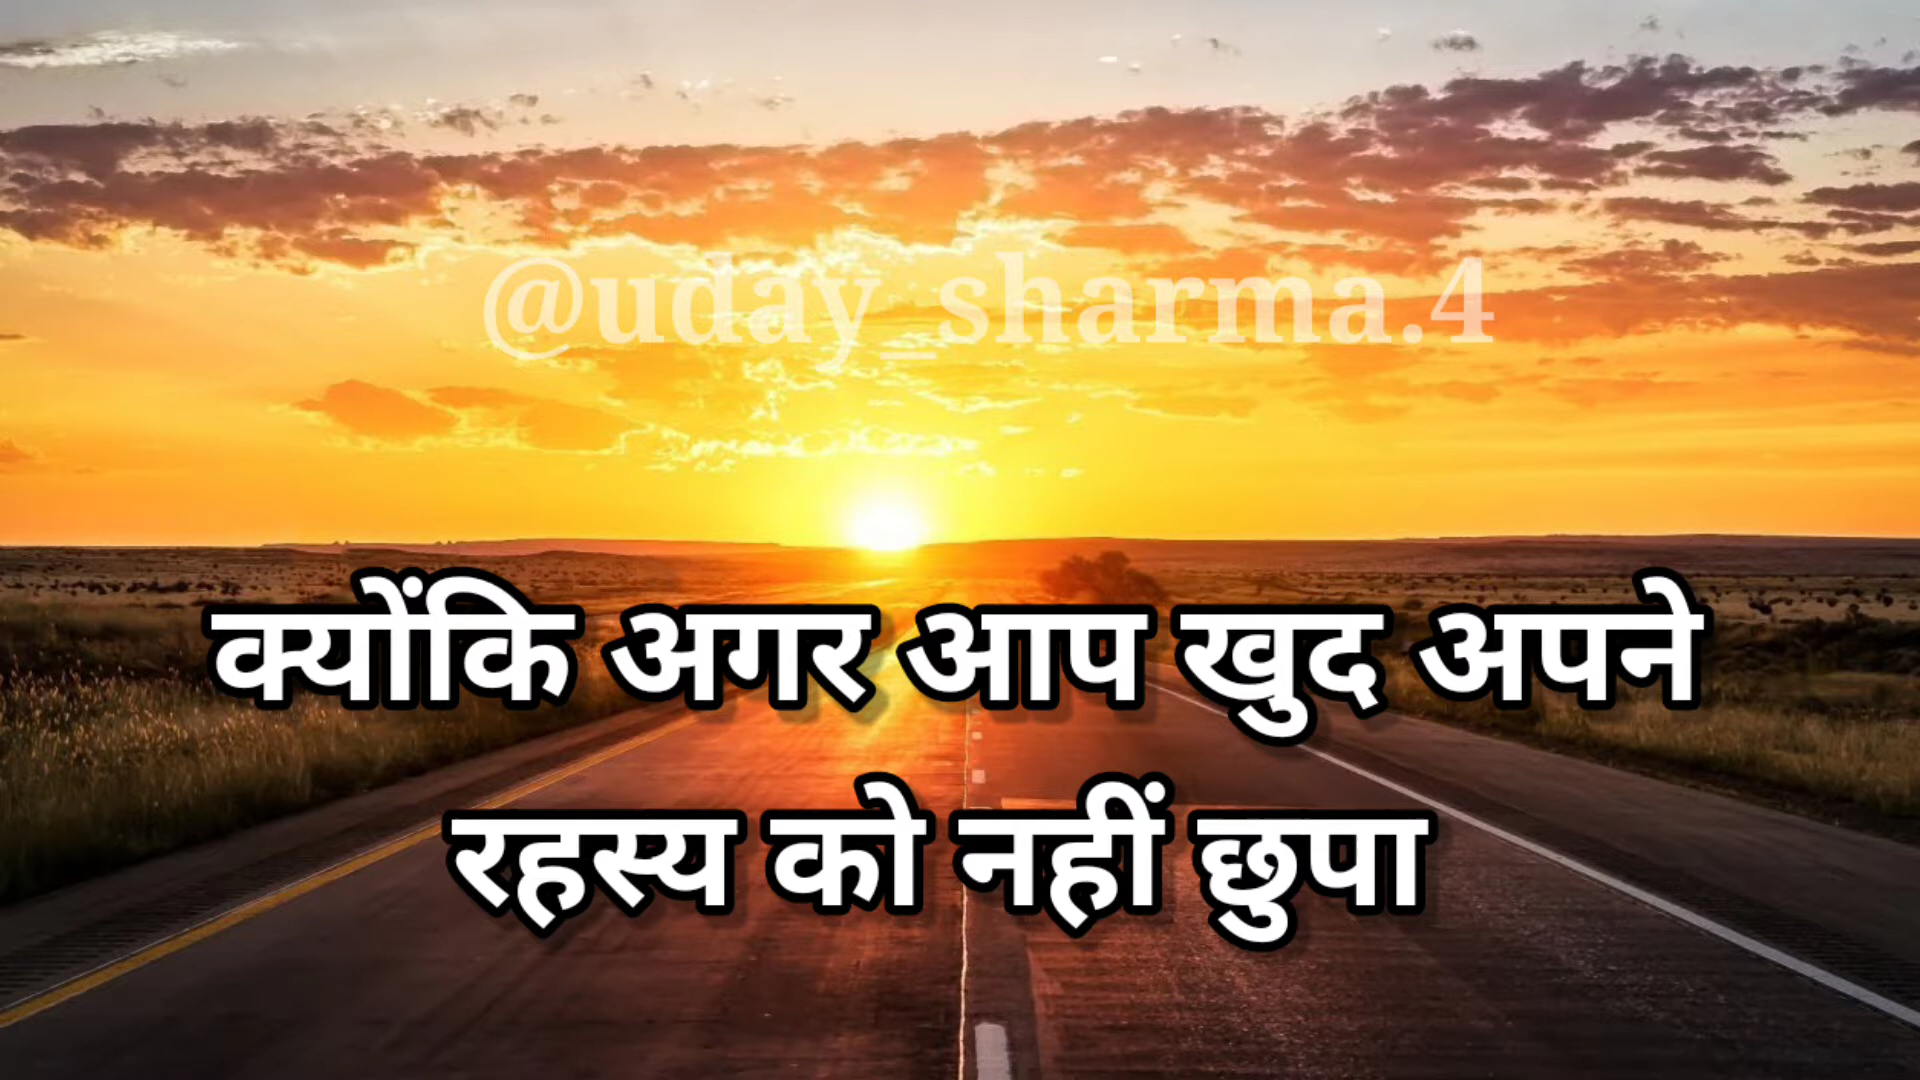 @uday_sharma.4
क्योंकि अगर आप खुद अपने
रहस्य को नहीं छुपा